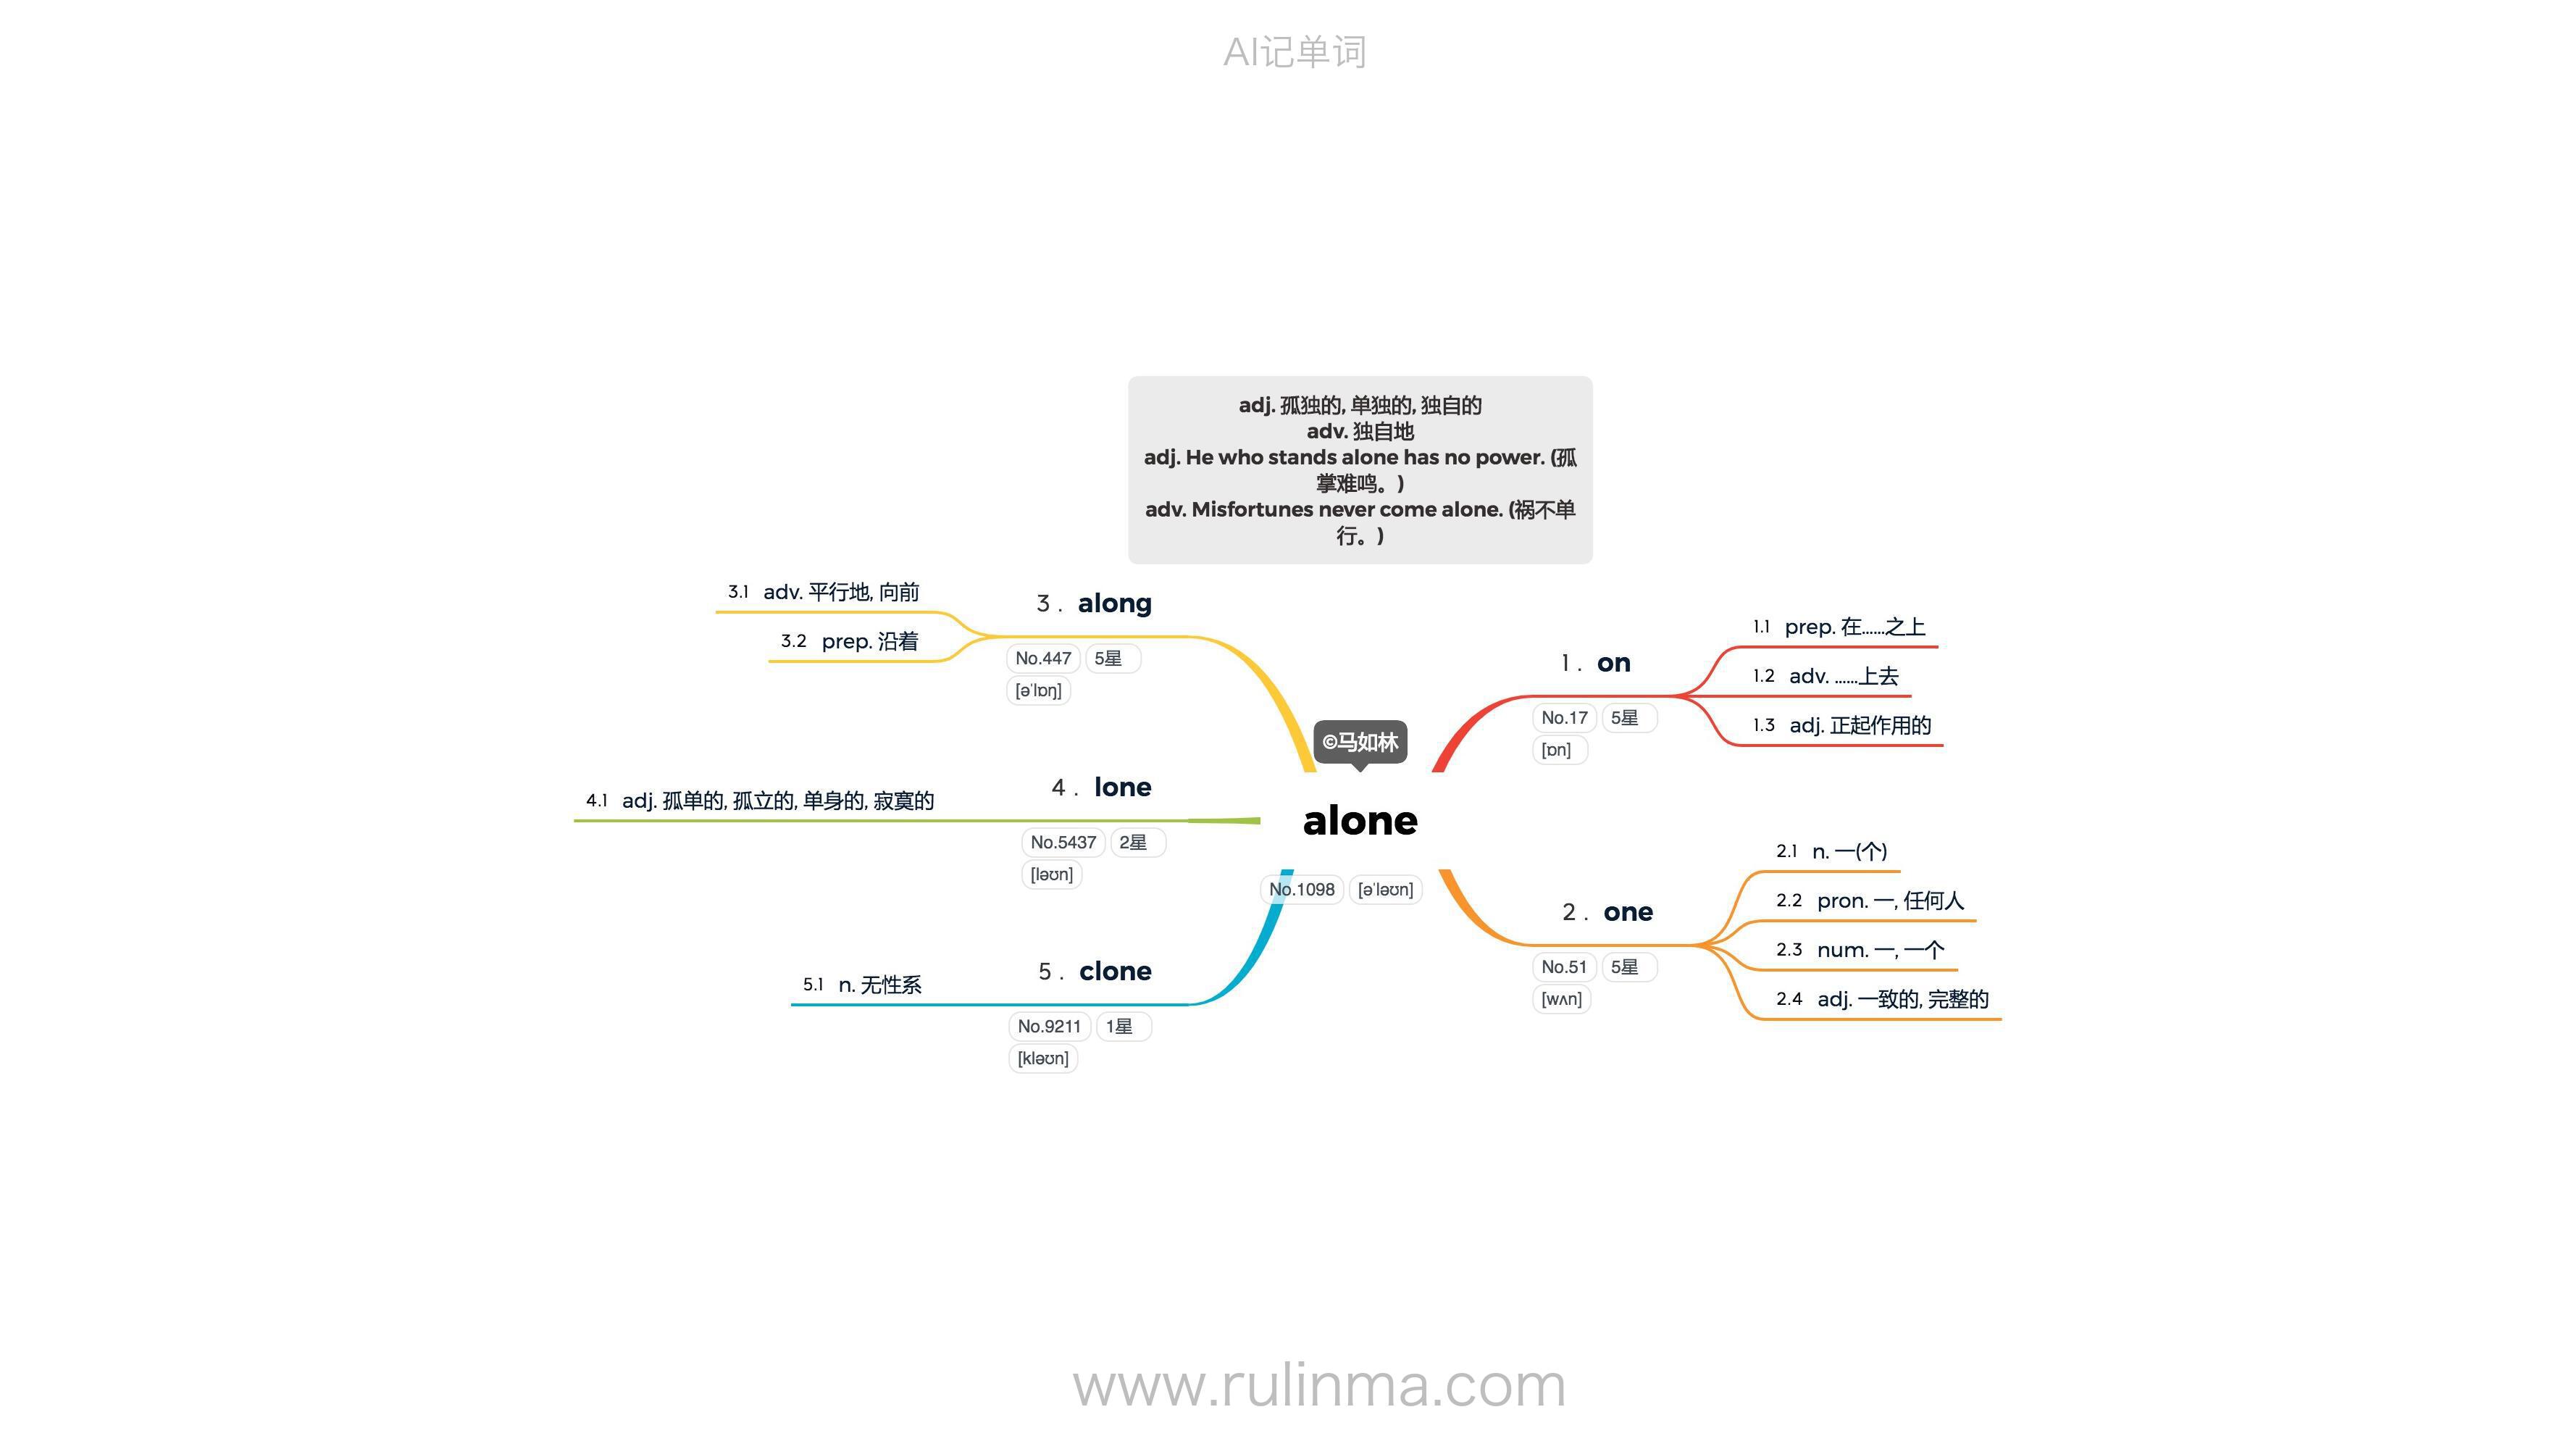 AI记单词
adj. 孤独的, 单独的, 独自的
adv. 独自地
adj. He who stands alone has no power. (孤
掌难鸣。)
adv. Misfortunes never come alone. (祸不单
行。)
©马如林
alone
No.1098 [əˈləʊn]
1. on
No.17 5星
[ɒn]
1.1 prep. 在……之上
1.2 adv. ……上去
1.3 adj. 正起作用的
2. one
No.51 5星
[wʌn]
2.1 n. 一(个)
2.2 pron. 一, 任何人
2.3 num. 一, 一个
2.4 adj. 一致的, 完整的
3. along
No.447 5星
[əˈlɒŋ]
3.1 adv. 平行地, 向前
3.2 prep. 沿着
4. lone
No.5437 2星
[ləʊn]
4.1 adj. 孤单的, 孤立的, 单身的, 寂寞的
5. clone
No.9211 1星
[kləʊn]
5.1 n. 无性系
www.rulinma.com